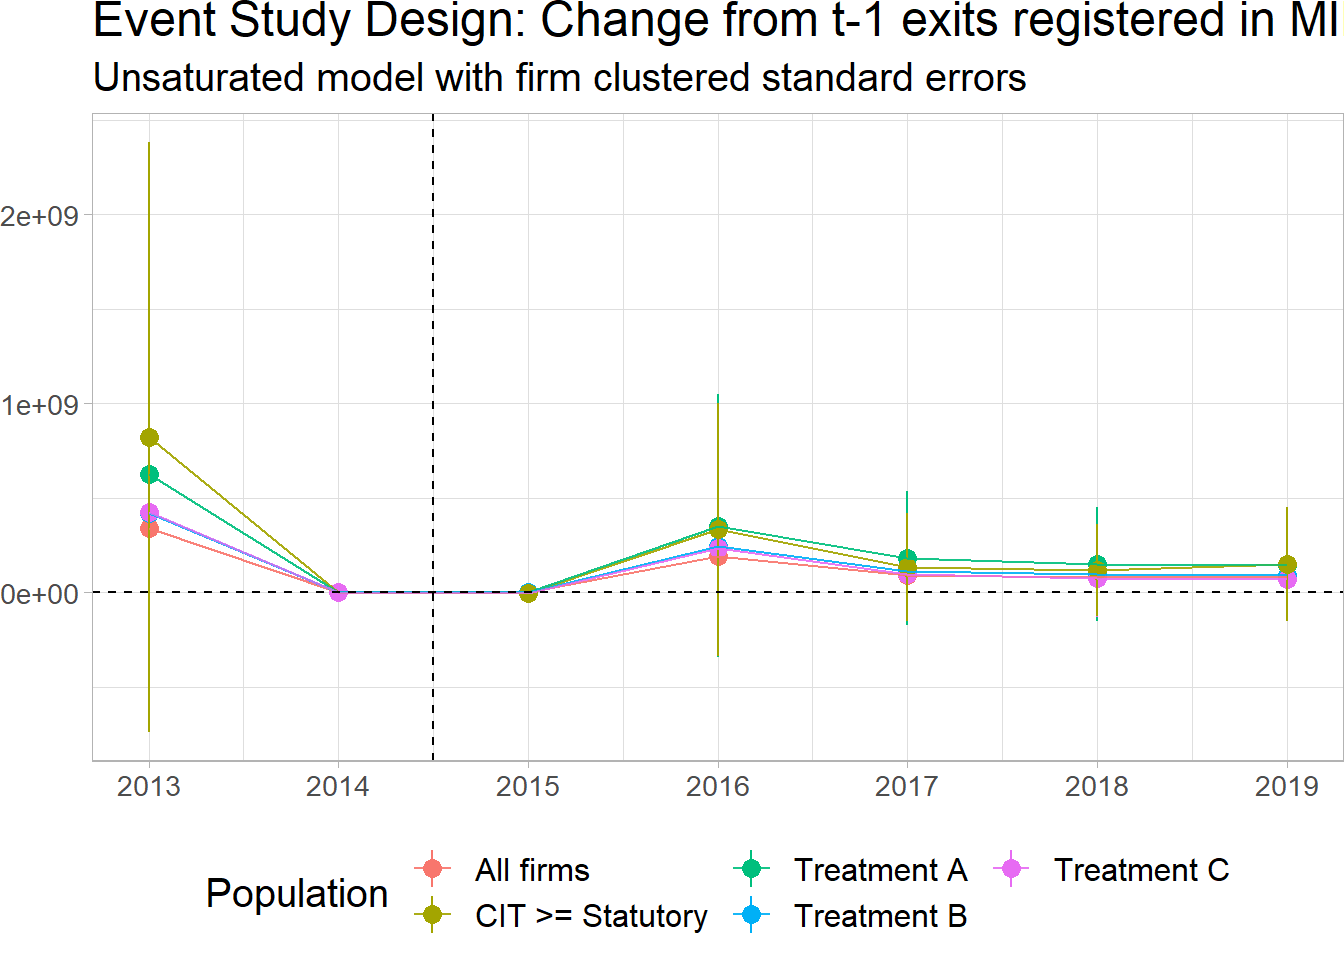 Event Study Design: Change from t-1 exits registered in MI
Unsaturated model with firm clustered standard errors
2e+09
1e+09
0e+00
2013 2014 2015 2016 2017 2018 2019
Population
All firms Treatment A Treatment C
CIT >= Statutory Treatment B